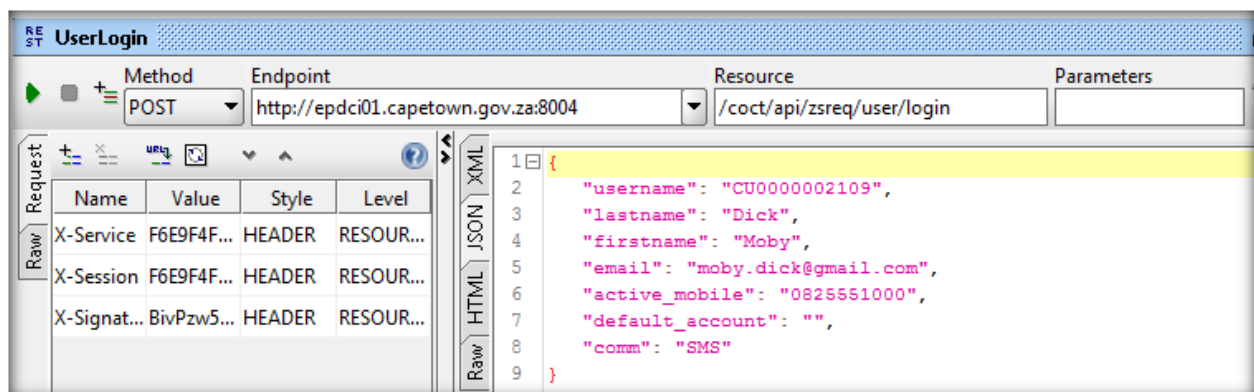 REST UserLogin
Method Endpoint Resource Parameters
POST http://epdci01.capetown.gov.za:8004 /coct/api/zsreq/user/login
Request
Raw
Name Value Style Level
X-Service F6E9F4F... HEADER RESOUR...
X-Session F6E9F4F... HEADER RESOUR...
X-Signat... BivPzw5... HEADER RESOUR...
XML
JSON
HTML
Raw
1 {
2 "username": "CU0000002109",
3 "lastname": "Dick",
4 "firstname": "Moby",
5 "email": "moby.dick@gmail.com",
6 "active_mobile": "0825551000",
7 "default_account": "",
8 "comm": "SMS"
9 }